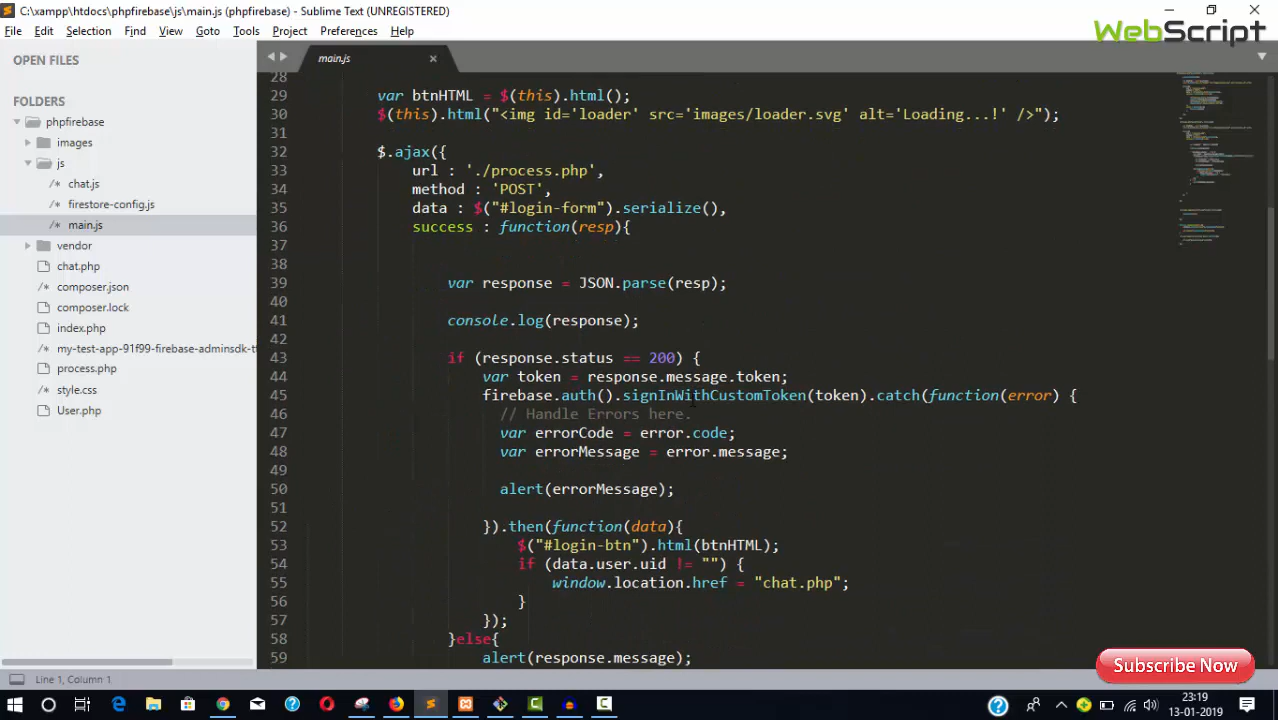 C:\xampp\htdocs\phpfirebase\js\main.js (phpfirebase) - Sublime Text (UNREGISTERED)
WebScript
File Edit Selection Find View Goto Tools Project Preferences Help
OPEN FILES
FOLDERS
phpfirebase
images
js
/* chat.js
/* firestore-config.js
/* main.js
vendor
chat.php
composer.json
composer.lock
index.php
/* my-test-app-91f99-firebase-adminsdk-
/* process.php
/* style.css
User.php
main.js
28
29 var btnHTML = $(this).html();
30 $(this).html("<img id='loader' src='images/loader.svg' alt='Loading...!' />");
31
32 $.ajax({
33 url : './process.php',
34 method : 'POST',
35 data : $("#login-form").serialize(),
36 success : function(resp){
37
38
39 var response = JSON.parse(resp);
40
41 console.log(response);
42
43 if (response.status == 200) {
44 var token = response.message.token;
45 firebase.auth().signInWithCustomToken(token).catch(function(error) {
46 // Handle Errors here.
47 var errorCode = error.code;
48 var errorMessage = error.message;
49
50 alert(errorMessage);
51
52 }).then(function(data){
53 $("#login-btn").html(btnHTML);
54 if (data.user.uid != "") {
55 window.location.href = "chat.php";
56 }
57 });
58 }else{
59 alert(response.message);
Subscribe Now
Line 1, Column 1
23:19
13-01-2019